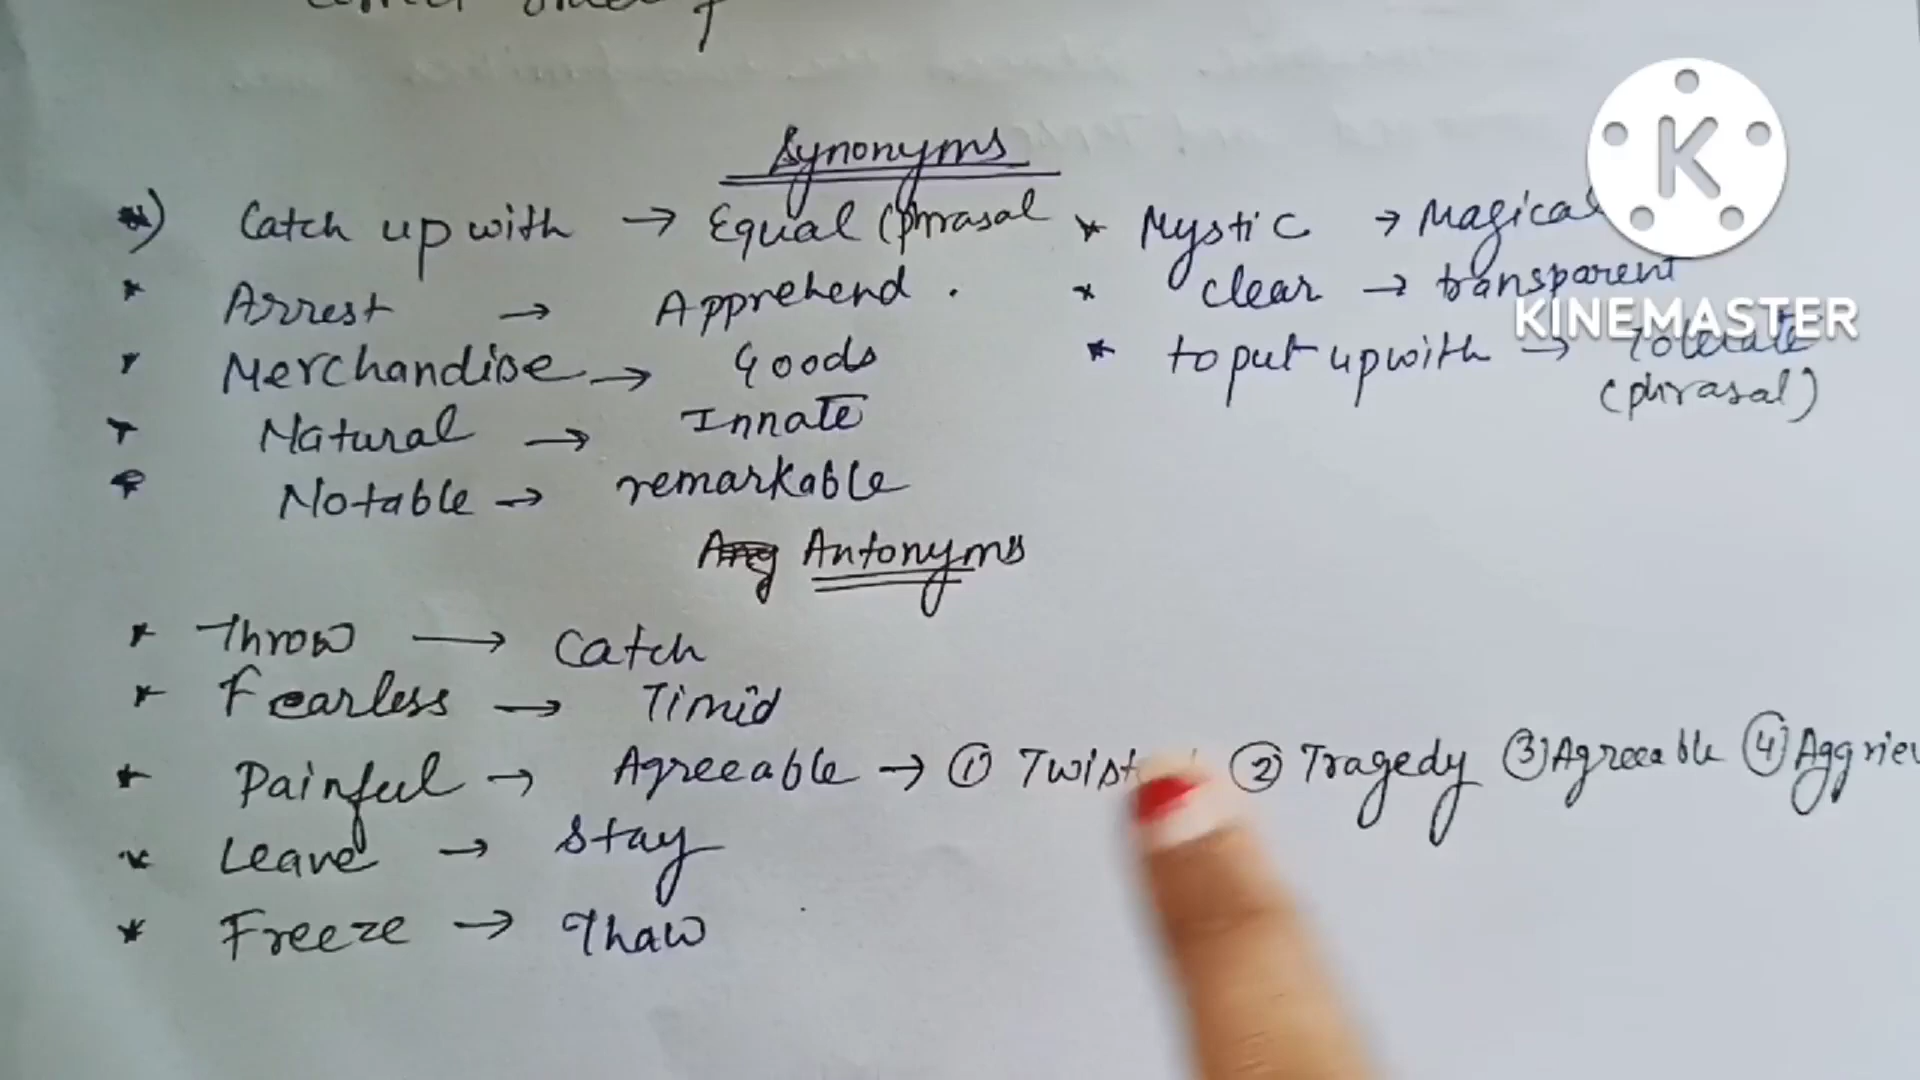 Synonyms
Catch up with → Equal (phrasal
Arrest → Apprehend .
Merchandise → Goods
Natural → Innate
Notable → remarkable
* Mystic → Magical
* clear → transparent
* to put up with → Tolerate
(phrasal)
K
KINEMASTER
Antonyms
* Throw → Catch
* Fearless → Timid
* Painful → Agreeable → ① ② Tragedy ③ Agreeable ④
* Leave → Stay
* Freeze → Thaw